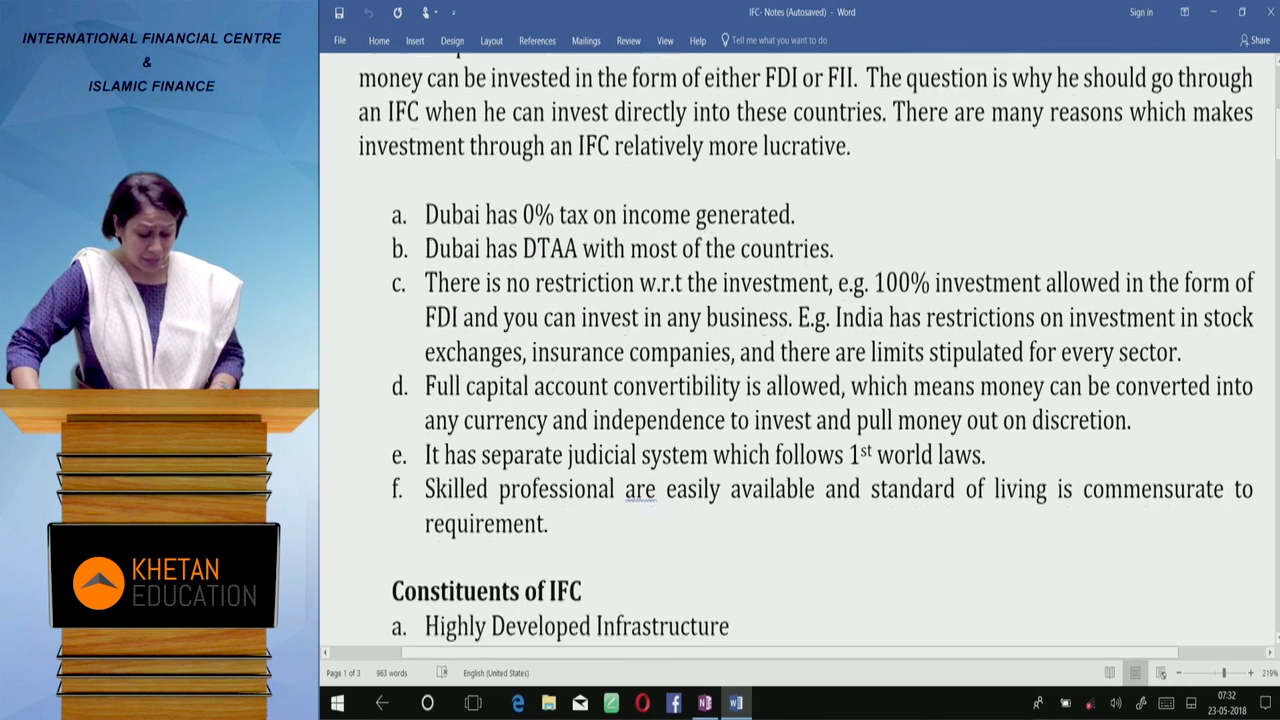 INTERNATIONAL FINANCIAL CENTRE
&
ISLAMIC FINANCE
KHETAN
EDUCATION
IFC- Notes (Autosaved) - Word
Sign in
File Home Insert Design Layout References Mailings Review View Help Tell me what you want to do Share
money can be invested in the form of either FDI or FII. The question is why he should go through
an IFC when he can invest directly into these countries. There are many reasons which makes
investment through an IFC relatively more lucrative.
a. Dubai has 0% tax on income generated.
b. Dubai has DTAA with most of the countries.
c. There is no restriction w.r.t the investment, e.g. 100% investment allowed in the form of
FDI and you can invest in any business. E.g. India has restrictions on investment in stock
exchanges, insurance companies, and there are limits stipulated for every sector.
d. Full capital account convertibility is allowed, which means money can be converted into
any currency and independence to invest and pull money out on discretion.
e. It has separate judicial system which follows 1st world laws.
f. Skilled professional are easily available and standard of living is commensurate to
requirement.
Constituents of IFC
a. Highly Developed Infrastructure
Page 1 of 3 963 words English (United States) 219%
07:32
23-05-2018